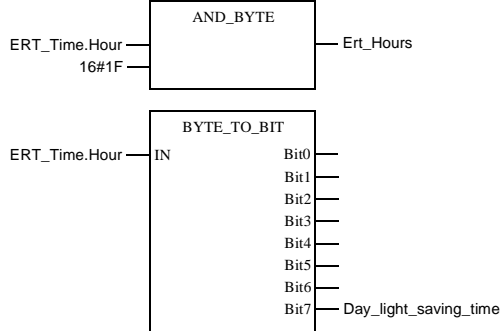 AND_BYTE
ERT_Time.Hour
Ert_Hours
16#1F
BYTE_TO_BIT
ERT_Time.Hour IN Bit0
Bit1
Bit2
Bit3
Bit4
Bit5
Bit6
Bit7 Day_light_saving_time